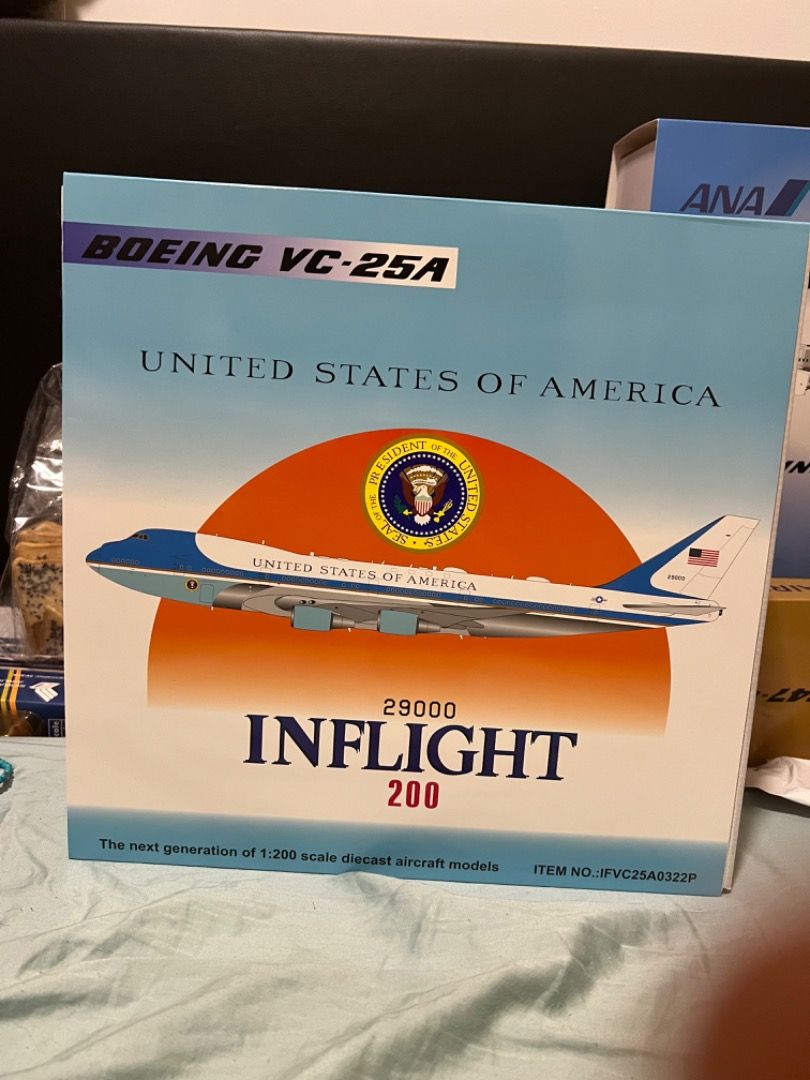 ANA
BOEING VC-25A
UNITED STATES OF AMERICA
SEAL OF THE PRESIDENT OF THE UNITED STATES
UNITED STATES OF AMERICA
29000
29000
INFLIGHT
200
The next generation of 1:200 scale diecast aircraft models
ITEM NO.:IFVC25A0322P